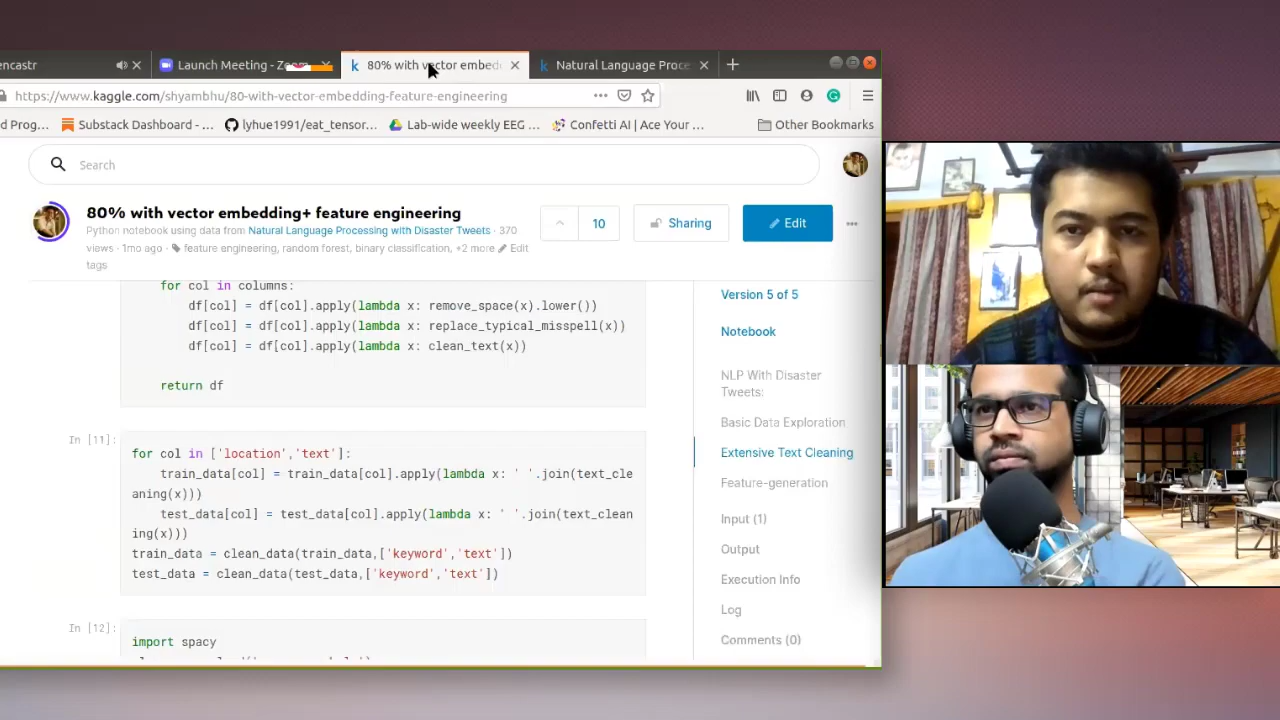 encastr
Launch Meeting - Zoom
80% with vector embed
Natural Language Proce
https://www.kaggle.com/shyambhu/80-with-vector-embedding-feature-engineering
d Prog...
Substack Dashboard - ...
lyhue1991/eat_tensor...
Lab-wide weekly EEG ...
Confetti AI | Ace Your ...
Other Bookmarks
Search
80% with vector embedding+ feature engineering
Python notebook using data from Natural Language Processing with Disaster Tweets · 370
views · 1mo ago · feature engineering, random forest, binary classification, +2 more Edit
tags
10
Sharing
Edit
for col in columns:
df[col] = df[col].apply(lambda x: remove_space(x).lower())
df[col] = df[col].apply(lambda x: replace_typical_misspell(x))
df[col] = df[col].apply(lambda x: clean_text(x))
return df
In [11]:
for col in ['location','text']:
train_data[col] = train_data[col].apply(lambda x: ' '.join(text_cle
aning(x)))
test_data[col] = test_data[col].apply(lambda x: ' '.join(text_clean
ing(x)))
train_data = clean_data(train_data,['keyword','text'])
test_data = clean_data(test_data,['keyword','text'])
In [12]:
import spacy
Version 5 of 5
Notebook
NLP With Disaster
Tweets:
Basic Data Exploration
Extensive Text Cleaning
Feature-generation
Input (1)
Output
Execution Info
Log
Comments (0)